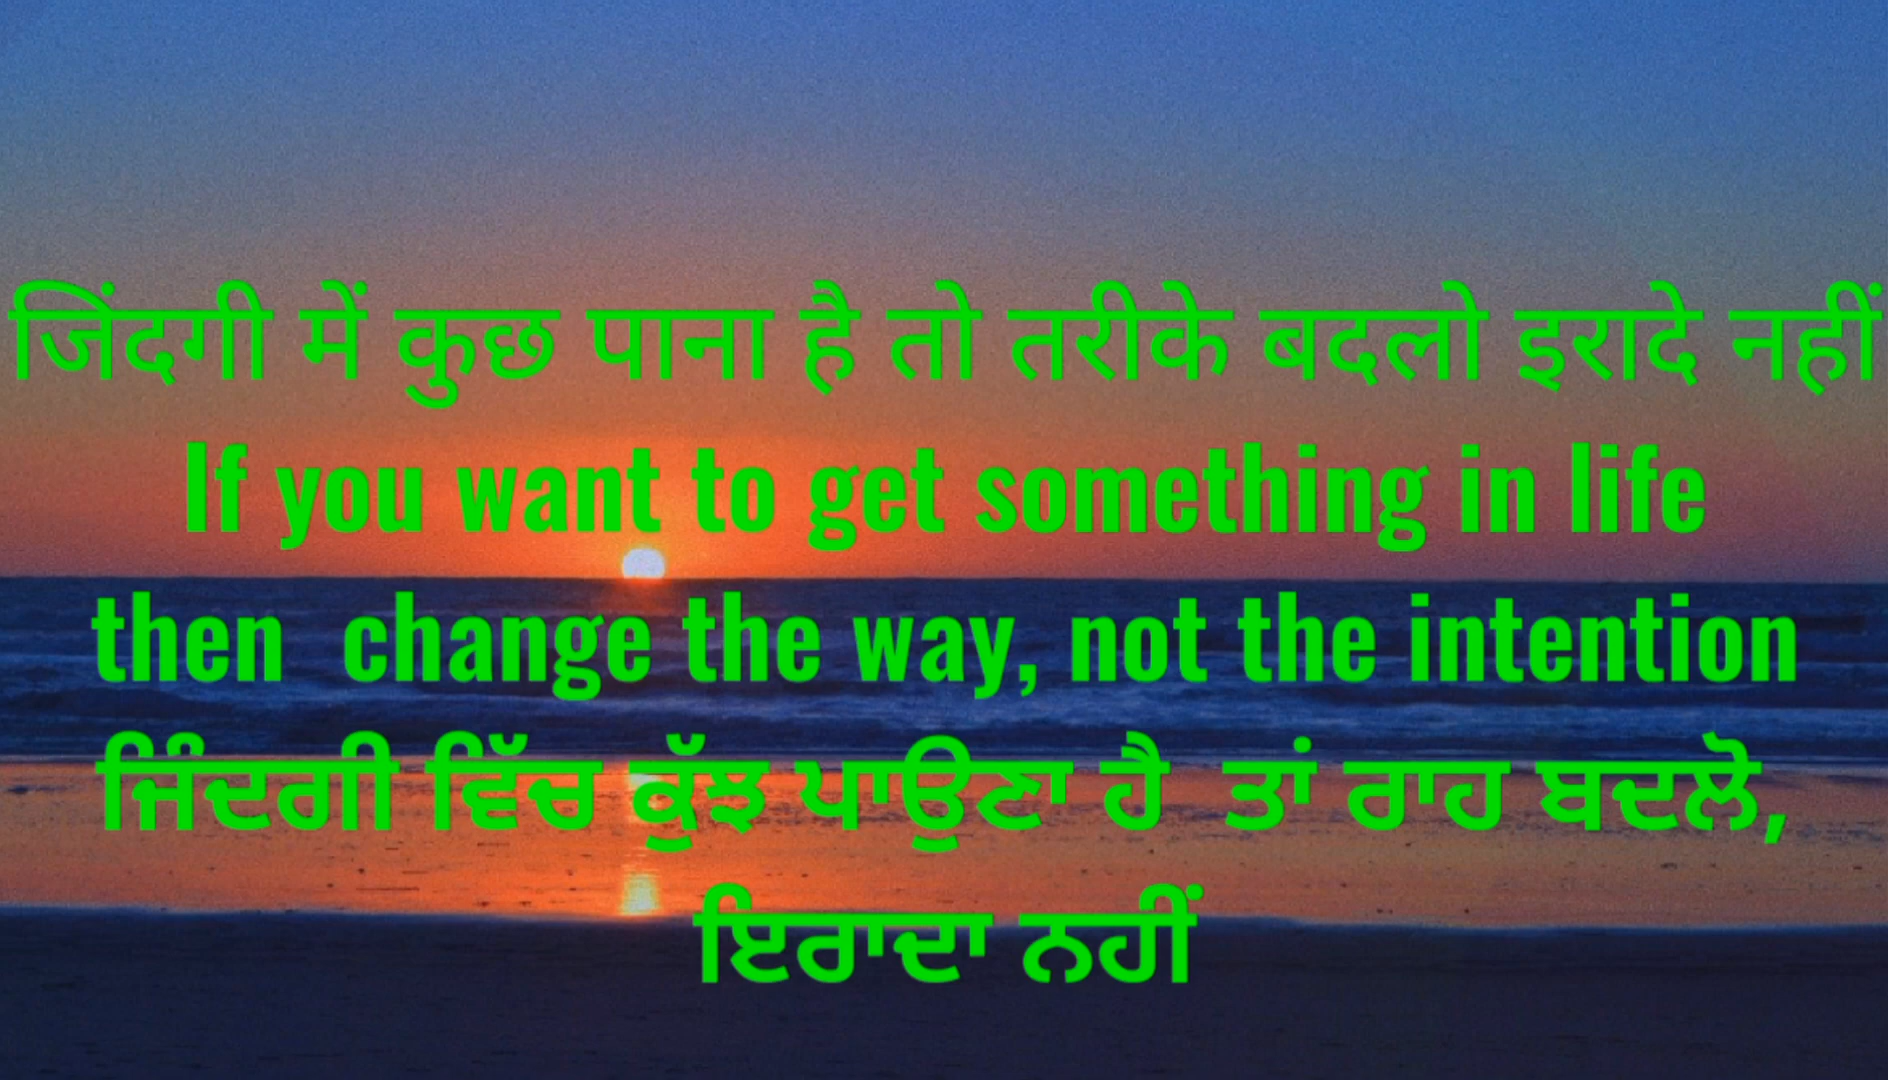 जिंदगी में कुछ पाना है तो तरीके बदलो इरादे नहीं
If you want to get something in life
then  change the way, not the intention
ਜਿੰਦਗੀ ਵਿੱਚ ਕੁੱਝ ਪਾਉਣਾ ਹੈ  ਤਾਂ ਰਾਹ ਬਦਲੋ,
ਇਰਾਦਾ ਨਹੀਂ